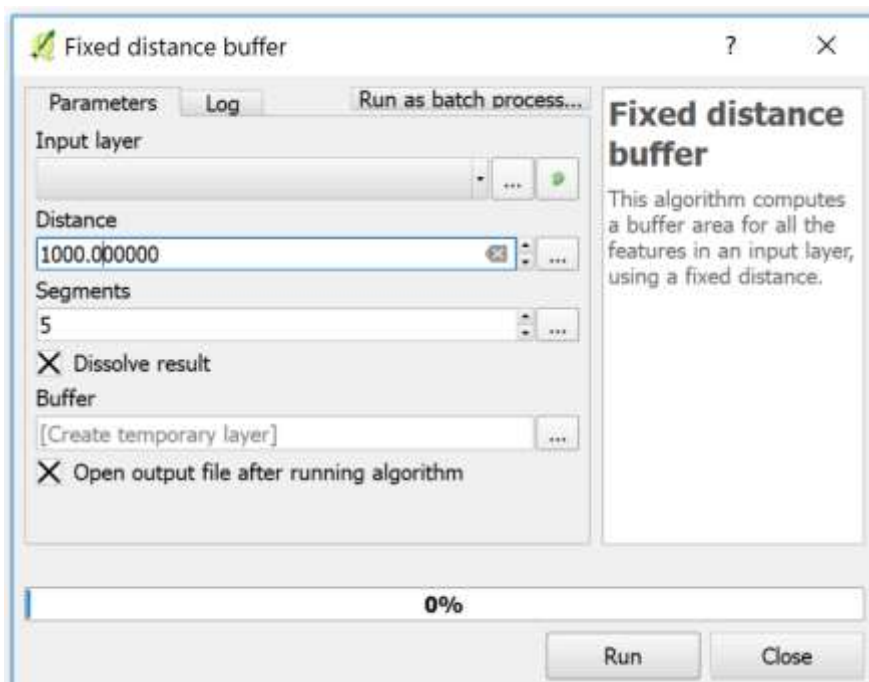 Fixed distance buffer
?
Parameters
Log
Run as batch process...
Input layer
...
Distance
1000.000000
...
Segments
5
...
Dissolve result
Buffer
[Create temporary layer]
...
Open output file after running algorithm
Fixed distance
buffer
This algorithm computes
a buffer area for all the
features in an input layer,
using a fixed distance.
0%
Run
Close